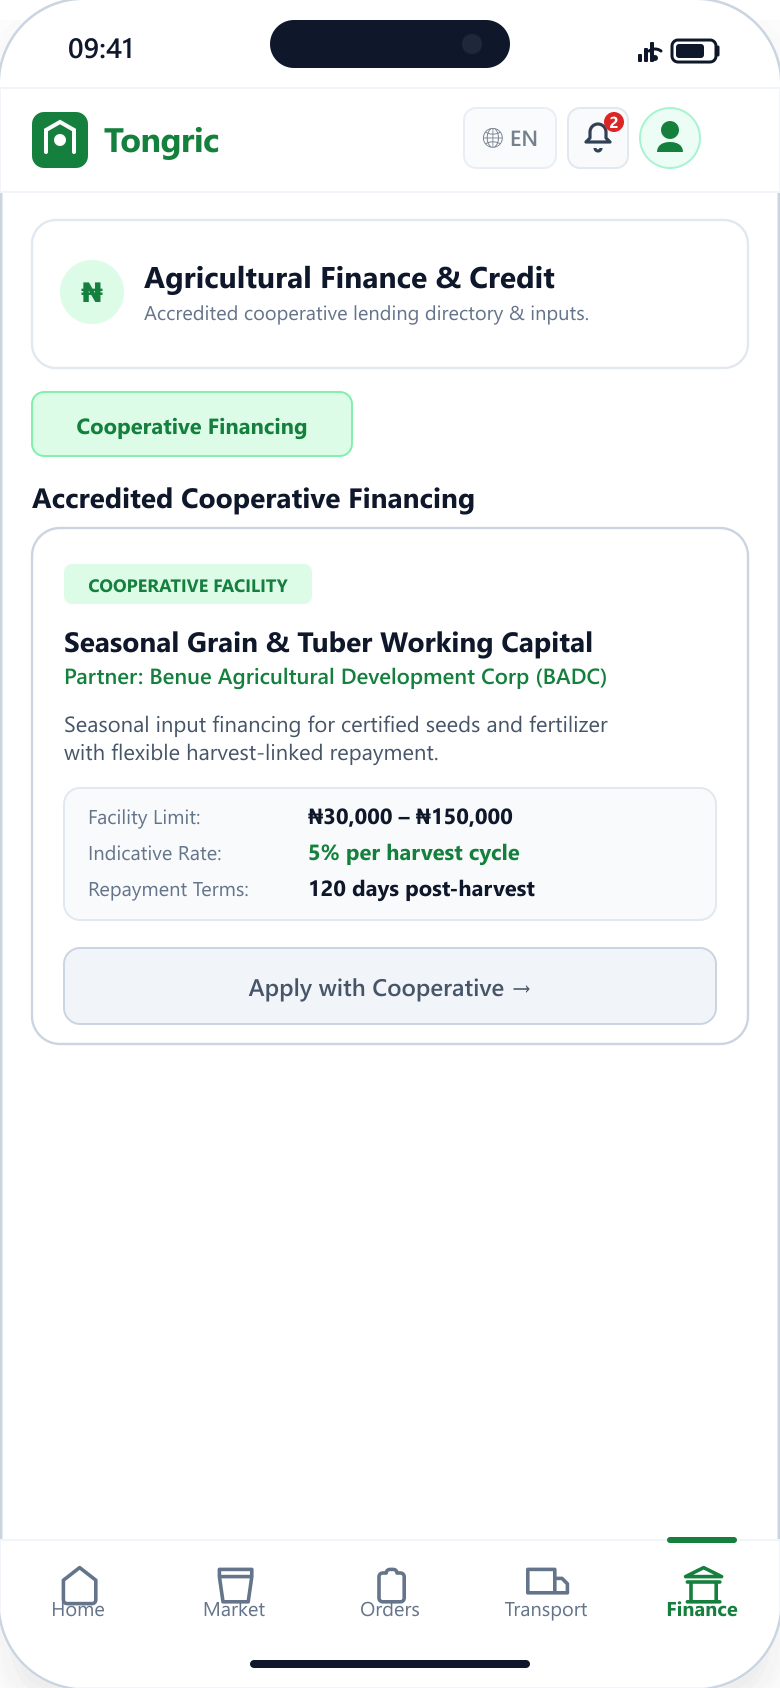 09:41
Tongric
EN
2
₦
Agricultural Finance & Credit
Accredited cooperative lending directory & inputs.
Cooperative Financing
Accredited Cooperative Financing
COOPERATIVE FACILITY
Seasonal Grain & Tuber Working Capital
Partner: Benue Agricultural Development Corp (BADC)
Seasonal input financing for certified seeds and fertilizer
with flexible harvest-linked repayment.
Facility Limit: ₦30,000 – ₦150,000
Indicative Rate: 5% per harvest cycle
Repayment Terms: 120 days post-harvest
Apply with Cooperative →
Home Market Orders Transport Finance